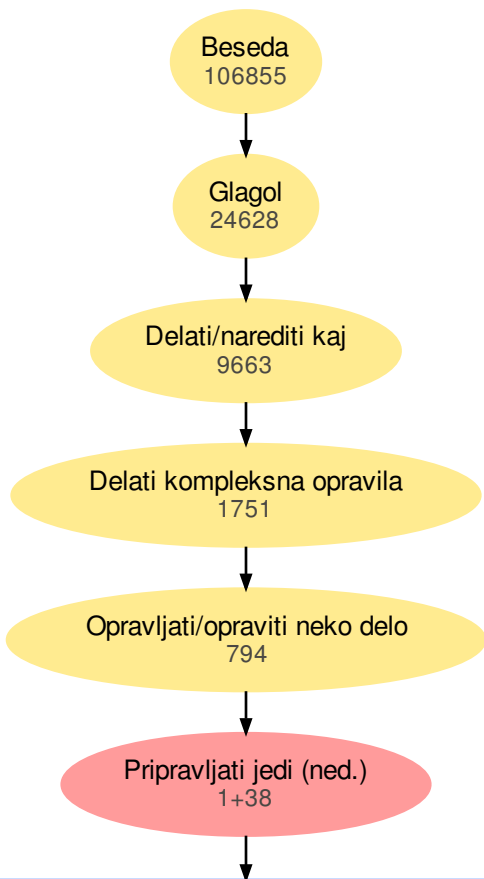 Beseda
106855
Glagol
24628
Delati/narediti kaj
9663
Delati kompleksna opravila
1751
Opravljati/opraviti neko delo
794
Pripravljati jedi (ned.)
1+38